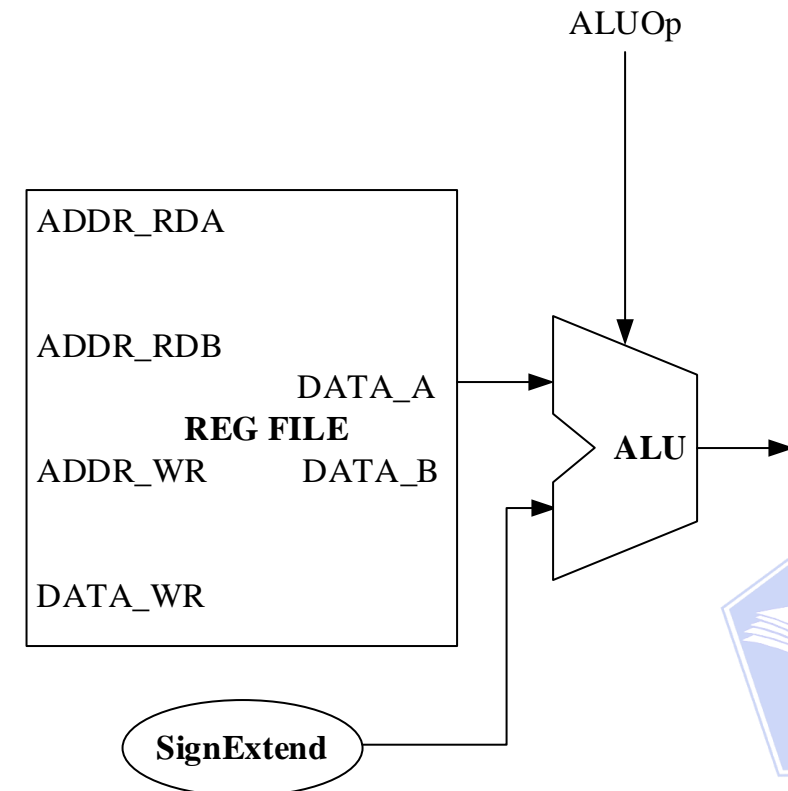 ALUOp
ADDR_RDA
ADDR_RDB
DATA_A
REG FILE
ALU
ADDR_WR
DATA_B
DATA_WR
SignExtend